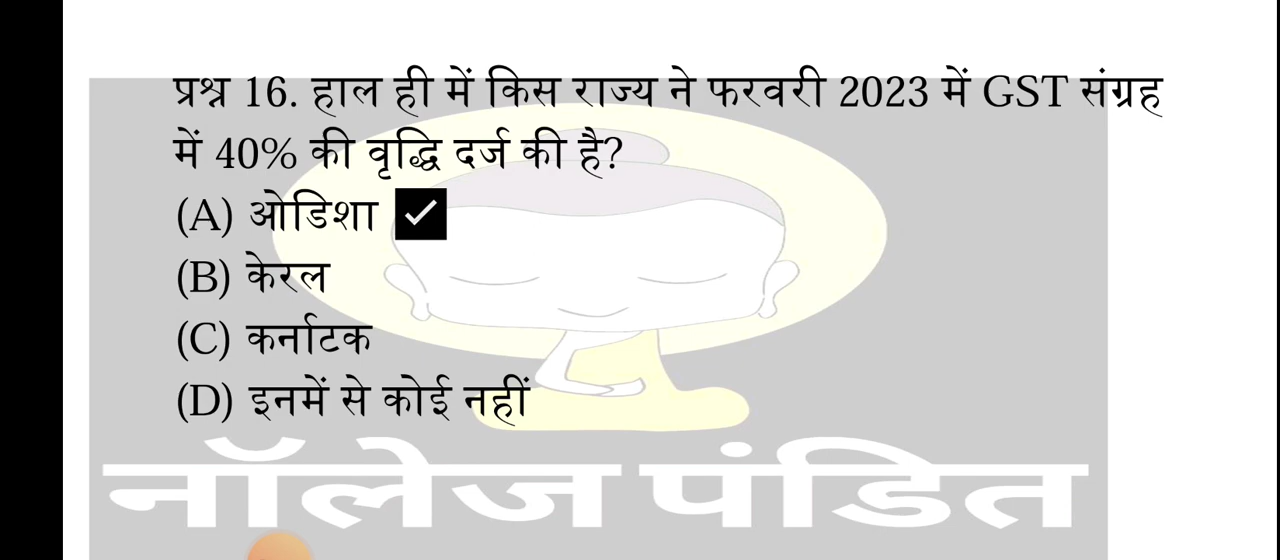 प्रश्न 16. हाल ही में किस राज्य ने फरवरी 2023 में GST संग्रह
में 40% की वृद्धि दर्ज की है?
(A) ओडिशा ✓
(B) केरल
(C) कर्नाटक
(D) इनमें से कोई नहीं
नॉलेज पंडित